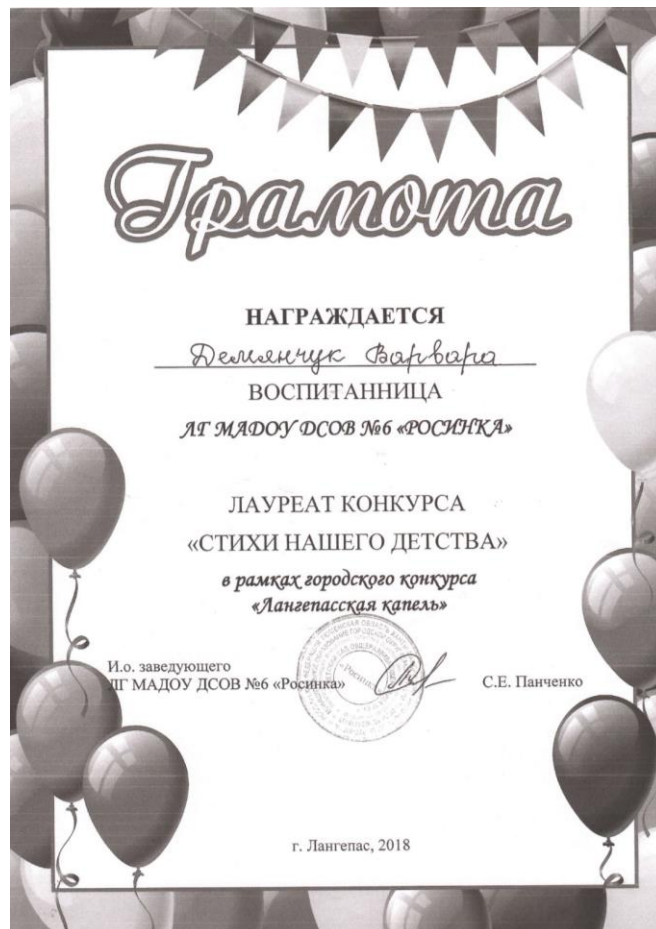 Грамота
НАГРАЖДАЕТСЯ
Демянчук Варвара
ВОСПИТАННИЦА
ЛГ МАДОУ ДСОВ №6 «РОСИНКА»
ЛАУРЕАТ КОНКУРСА
«СТИХИ НАШЕГО ДЕТСТВА»
в рамках городского конкурса
«Лангепасская капель»
И.о. заведующего
ЛГ МАДОУ ДСОВ №6 «Росинка» С.Е. Панченко
г. Лангепас, 2018